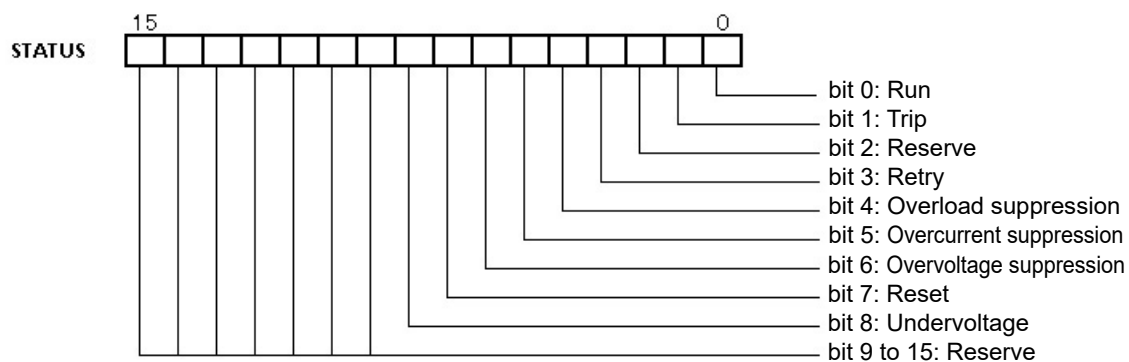 15 0
STATUS
bit 0: Run
bit 1: Trip
bit 2: Reserve
bit 3: Retry
bit 4: Overload suppression
bit 5: Overcurrent suppression
bit 6: Overvoltage suppression
bit 7: Reset
bit 8: Undervoltage
bit 9 to 15: Reserve